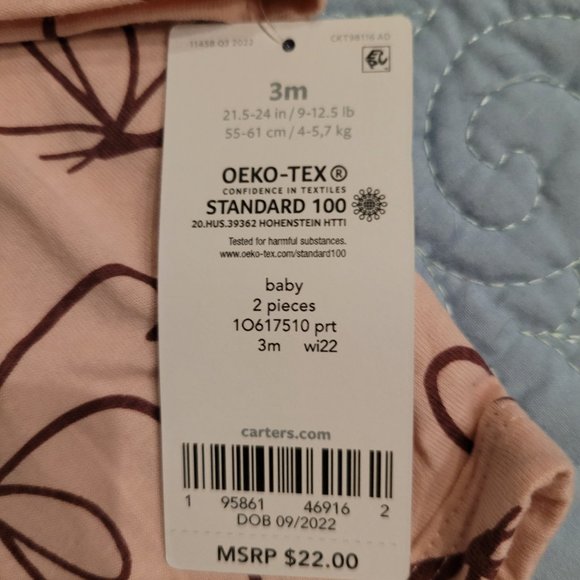 11458 Q3 2022 CKT98116 AD
3m
21.5-24 in / 9-12.5 lb
55-61 cm / 4-5,7 kg
OEKO-TEX®
CONFIDENCE IN TEXTILES
STANDARD 100
20.HUS.39362 HOHENSTEIN HTTI
Tested for harmful substances.
www.oeko-tex.com/standard100
baby
2 pieces
1O617510 prt
3m wi22
carters.com
1 95861 46916 2
DOB 09/2022
MSRP $22.00